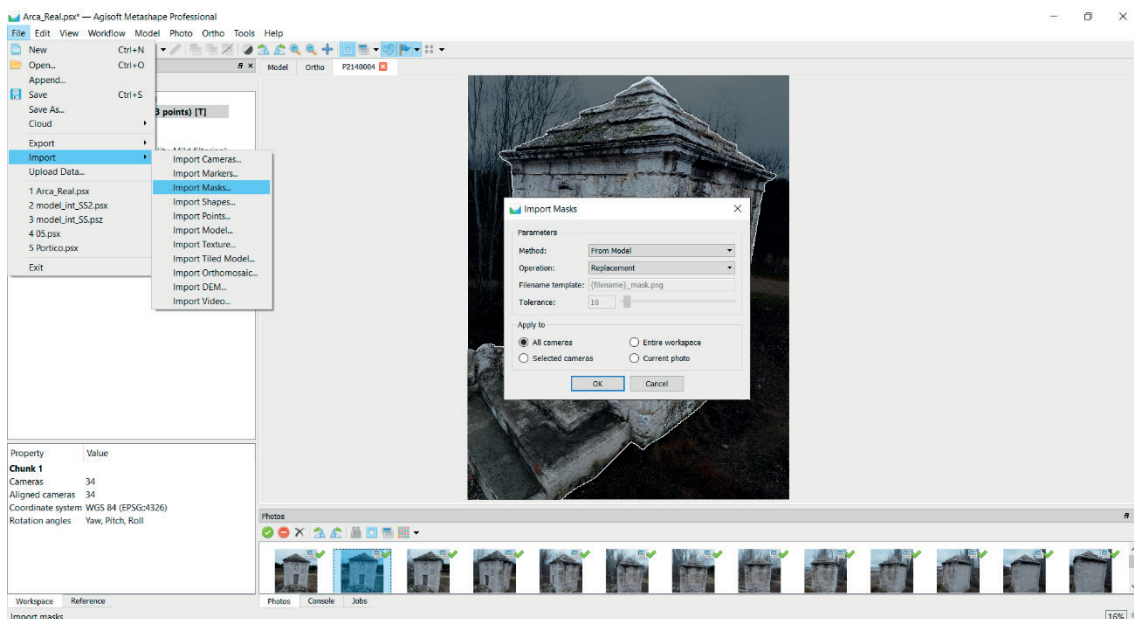 Arca_Real.psx* — Agisoft Metashape Professional
File Edit View Workflow Model Photo Ortho Tools Help
New Ctrl+N
Open... Ctrl+O
Append...
Save Ctrl+S
Save As...
Cloud
Export
Import
Upload Data...
1 Arca_Real.psx
2 model_int_SS2.psx
3 model_int_SS.psz
4 05.psx
5 Portico.psx
Exit
3 points) [T]
Import Cameras...
Import Markers...
Import Masks...
Import Shapes...
Import Points...
Import Model...
Import Texture...
Import Tiled Model...
Import Orthomosaic...
Import DEM...
Import Video...
Model Ortho P2140004
Import Masks
Parameters
Method: From Model
Operation: Replacement
Filename template: {filename}_mask.png
Tolerance: 10
Apply to
All cameras Entire workspace
Selected cameras Current photo
OK Cancel
Property Value
Chunk 1
Cameras 34
Aligned cameras 34
Coordinate system WGS 84 (EPSG::4326)
Rotation angles Yaw, Pitch, Roll
Photos
Workspace Reference
Photos Console Jobs
Import masks
16%